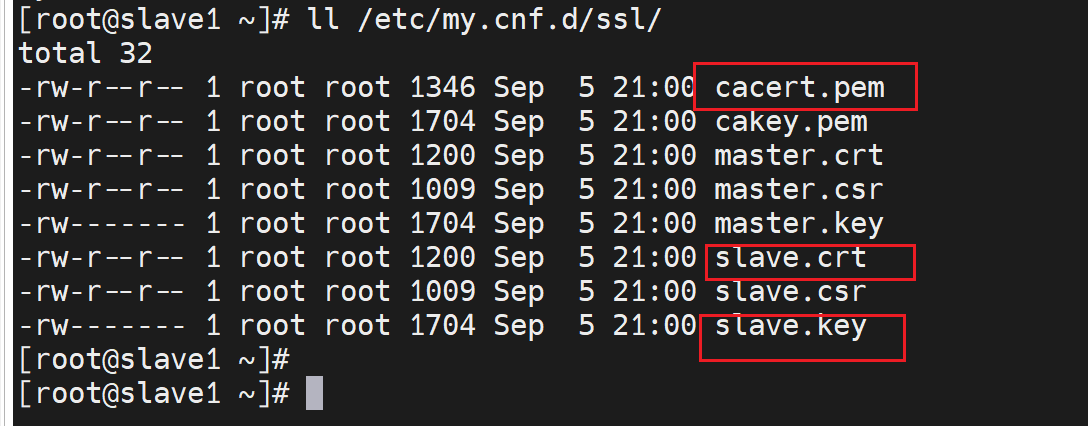 [root@slave1 ~]# ll /etc/my.cnf.d/ssl/
total 32
-rw-r--r-- 1 root root 1346 Sep  5 21:00 cacert.pem
-rw-r--r-- 1 root root 1704 Sep  5 21:00 cakey.pem
-rw-r--r-- 1 root root 1200 Sep  5 21:00 master.crt
-rw-r--r-- 1 root root 1009 Sep  5 21:00 master.csr
-rw------- 1 root root 1704 Sep  5 21:00 master.key
-rw-r--r-- 1 root root 1200 Sep  5 21:00 slave.crt
-rw-r--r-- 1 root root 1009 Sep  5 21:00 slave.csr
-rw------- 1 root root 1704 Sep  5 21:00 slave.key
[root@slave1 ~]#
[root@slave1 ~]#